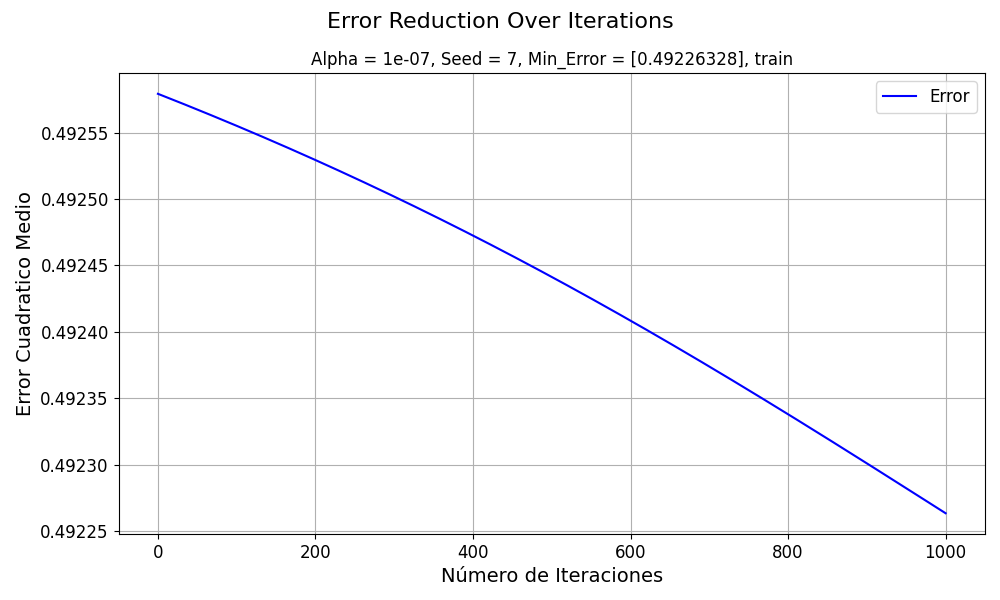 Error Reduction Over Iterations
Alpha = 1e-07, Seed = 7, Min_Error = [0.49226328], train
Error
Error Cuadratico Medio
0.49255
0.49250
0.49245
0.49240
0.49235
0.49230
0.49225
0 200 400 600 800 1000
Número de Iteraciones